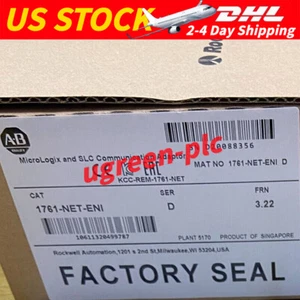 US STOCK
DHL
2-4 Day Shipping
AB
MicroLogix and SLC Communication Adaptor
MAT NO 1761-NET-ENI D
KCC-REM-1761-NET
ugreen-plc
CAT
SER
FRN
1761-NET-ENI
D
3.22
PLANT 5170
PRODUCT OF SINGAPORE
10611320499787
Rockwell Automation,1201 s 2nd St,Milwaukee,WI 53204,USA
FACTORY SEAL